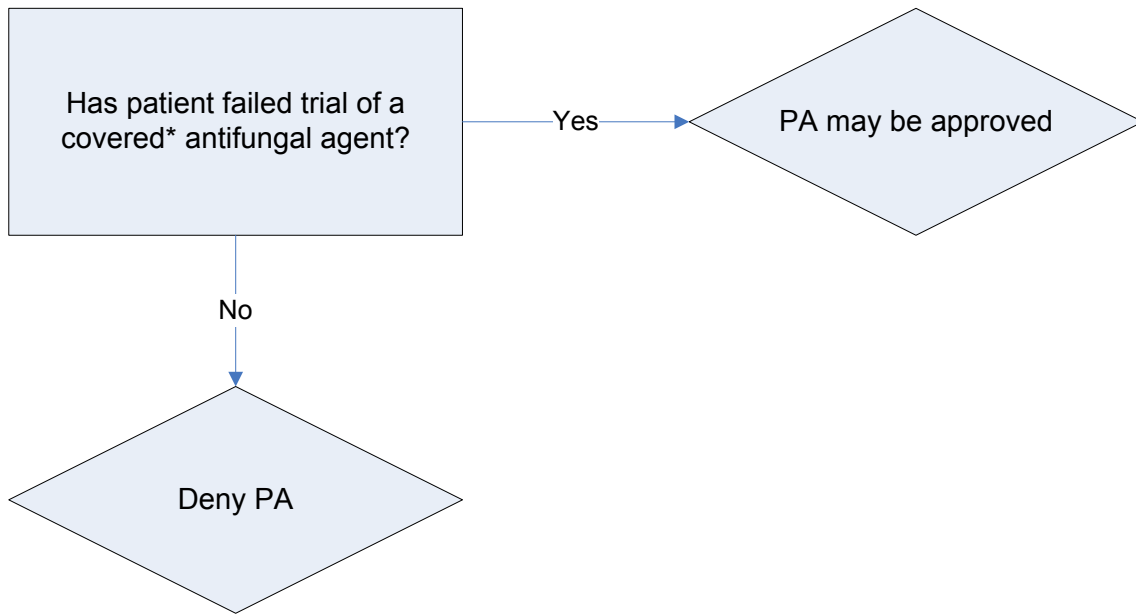 Has patient failed trial of a
covered* antifungal agent?
Yes
PA may be approved
No
Deny PA